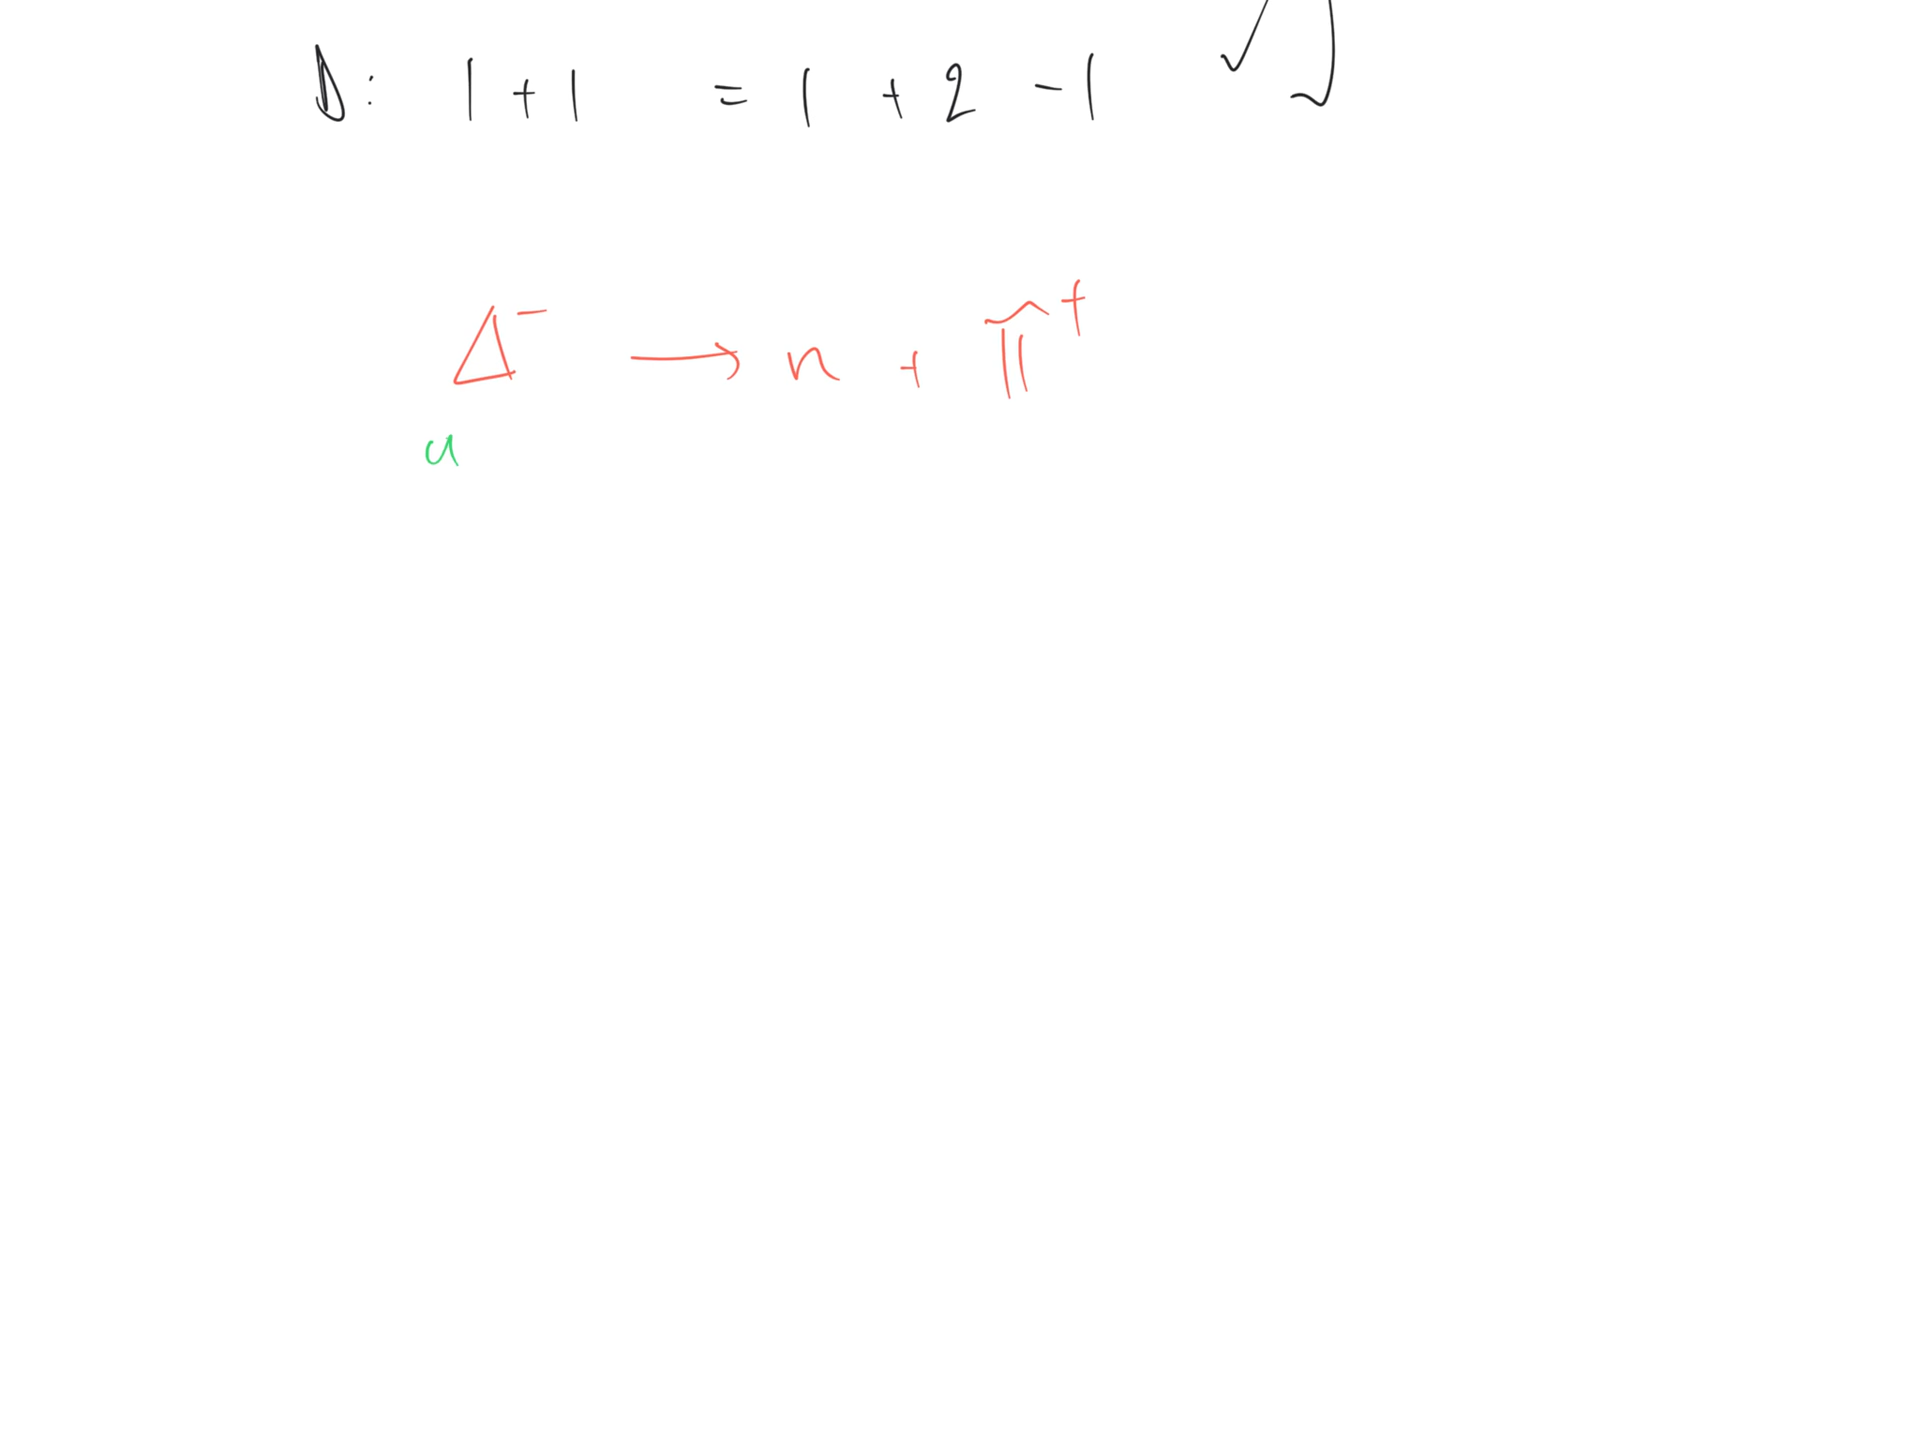 D: 1 + 1 = 1 + 2 - 1 √
Δ⁻ → n + π⁺
u